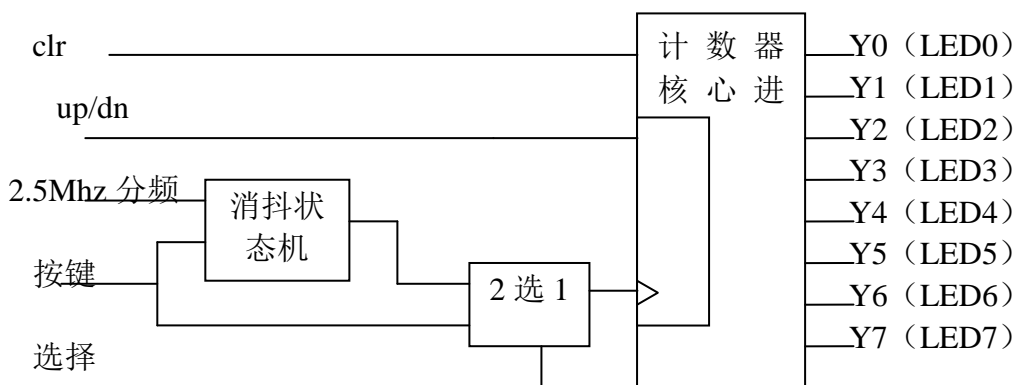 clr
up/dn
2.5Mhz 分频
按键
选择
消抖状
态机
2 选 1
计 数 器
核 心 进
Y0（LED0）
Y1（LED1）
Y2（LED2）
Y3（LED3）
Y4（LED4）
Y5（LED5）
Y6（LED6）
Y7（LED7）